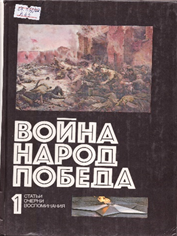 ВОЙНА
НАРОД
ПОБЕДА
1
СТАТЬИ
ОЧЕРКИ
ВОСПОМИНАНИЯ